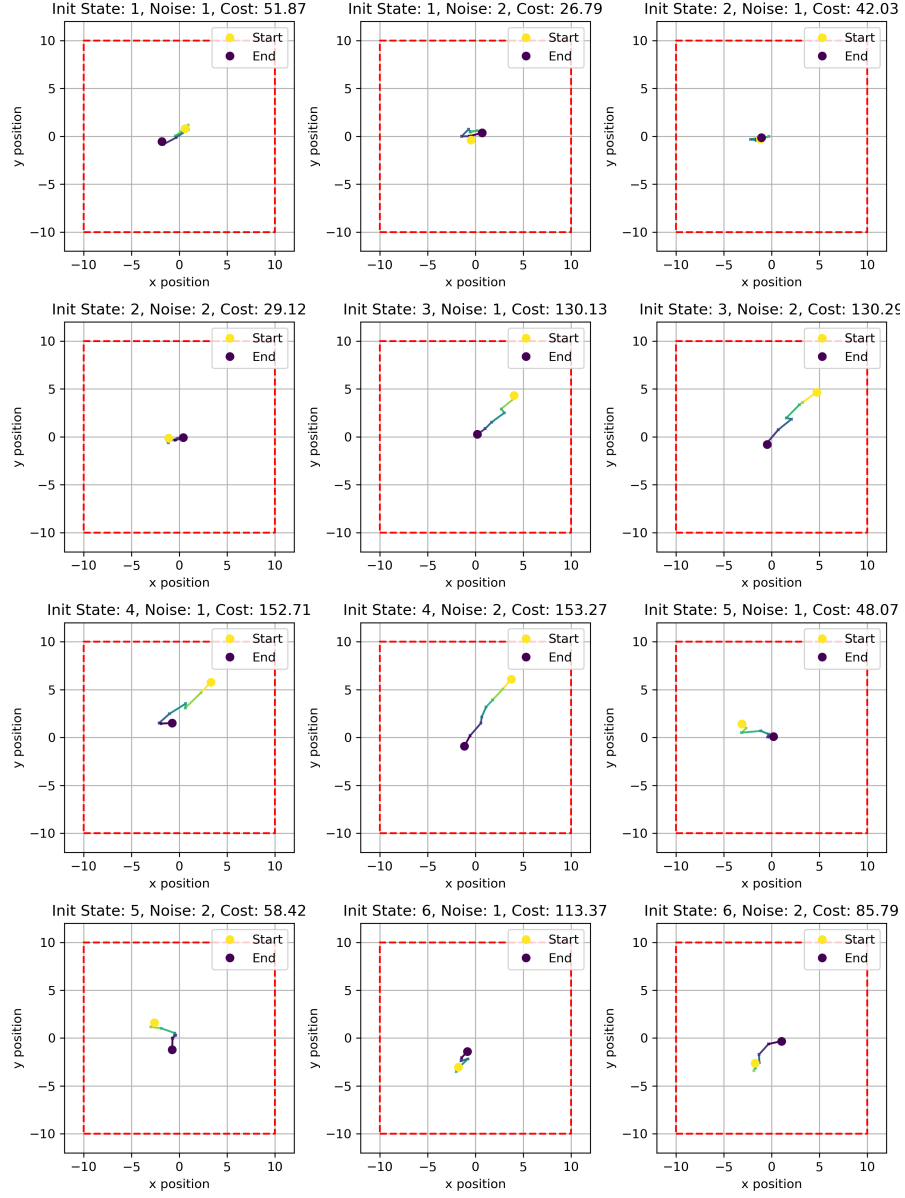 Init State: 1, Noise: 1, Cost: 51.87
Start
End
10
5
0
−5
−10
y position
−10 −5 0 5 10
x position
Init State: 1, Noise: 2, Cost: 26.79
Start
End
10
5
0
−5
−10
y position
−10 −5 0 5 10
x position
Init State: 2, Noise: 1, Cost: 42.03
Start
End
10
5
0
−5
−10
y position
−10 −5 0 5 10
x position
Init State: 2, Noise: 2, Cost: 29.12
Start
End
10
5
0
−5
−10
y position
−10 −5 0 5 10
x position
Init State: 3, Noise: 1, Cost: 130.13
Start
End
10
5
0
−5
−10
y position
−10 −5 0 5 10
x position
Init State: 3, Noise: 2, Cost: 130.29
Start
End
10
5
0
−5
−10
y position
−10 −5 0 5 10
x position
Init State: 4, Noise: 1, Cost: 152.71
Start
End
10
5
0
−5
−10
y position
−10 −5 0 5 10
x position
Init State: 4, Noise: 2, Cost: 153.27
Start
End
10
5
0
−5
−10
y position
−10 −5 0 5 10
x position
Init State: 5, Noise: 1, Cost: 48.07
Start
End
10
5
0
−5
−10
y position
−10 −5 0 5 10
x position
Init State: 5, Noise: 2, Cost: 58.42
Start
End
10
5
0
−5
−10
y position
−10 −5 0 5 10
x position
Init State: 6, Noise: 1, Cost: 113.37
Start
End
10
5
0
−5
−10
y position
−10 −5 0 5 10
x position
Init State: 6, Noise: 2, Cost: 85.79
Start
End
10
5
0
−5
−10
y position
−10 −5 0 5 10
x position